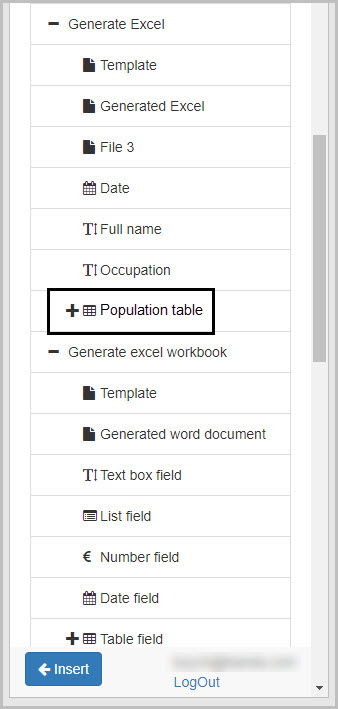 Generate Excel
Template
Generated Excel
File 3
Date
Full name
Occupation
Population table
Generate excel workbook
Template
Generated word document
Text box field
List field
Number field
Date field
Table field
Insert
LogOut